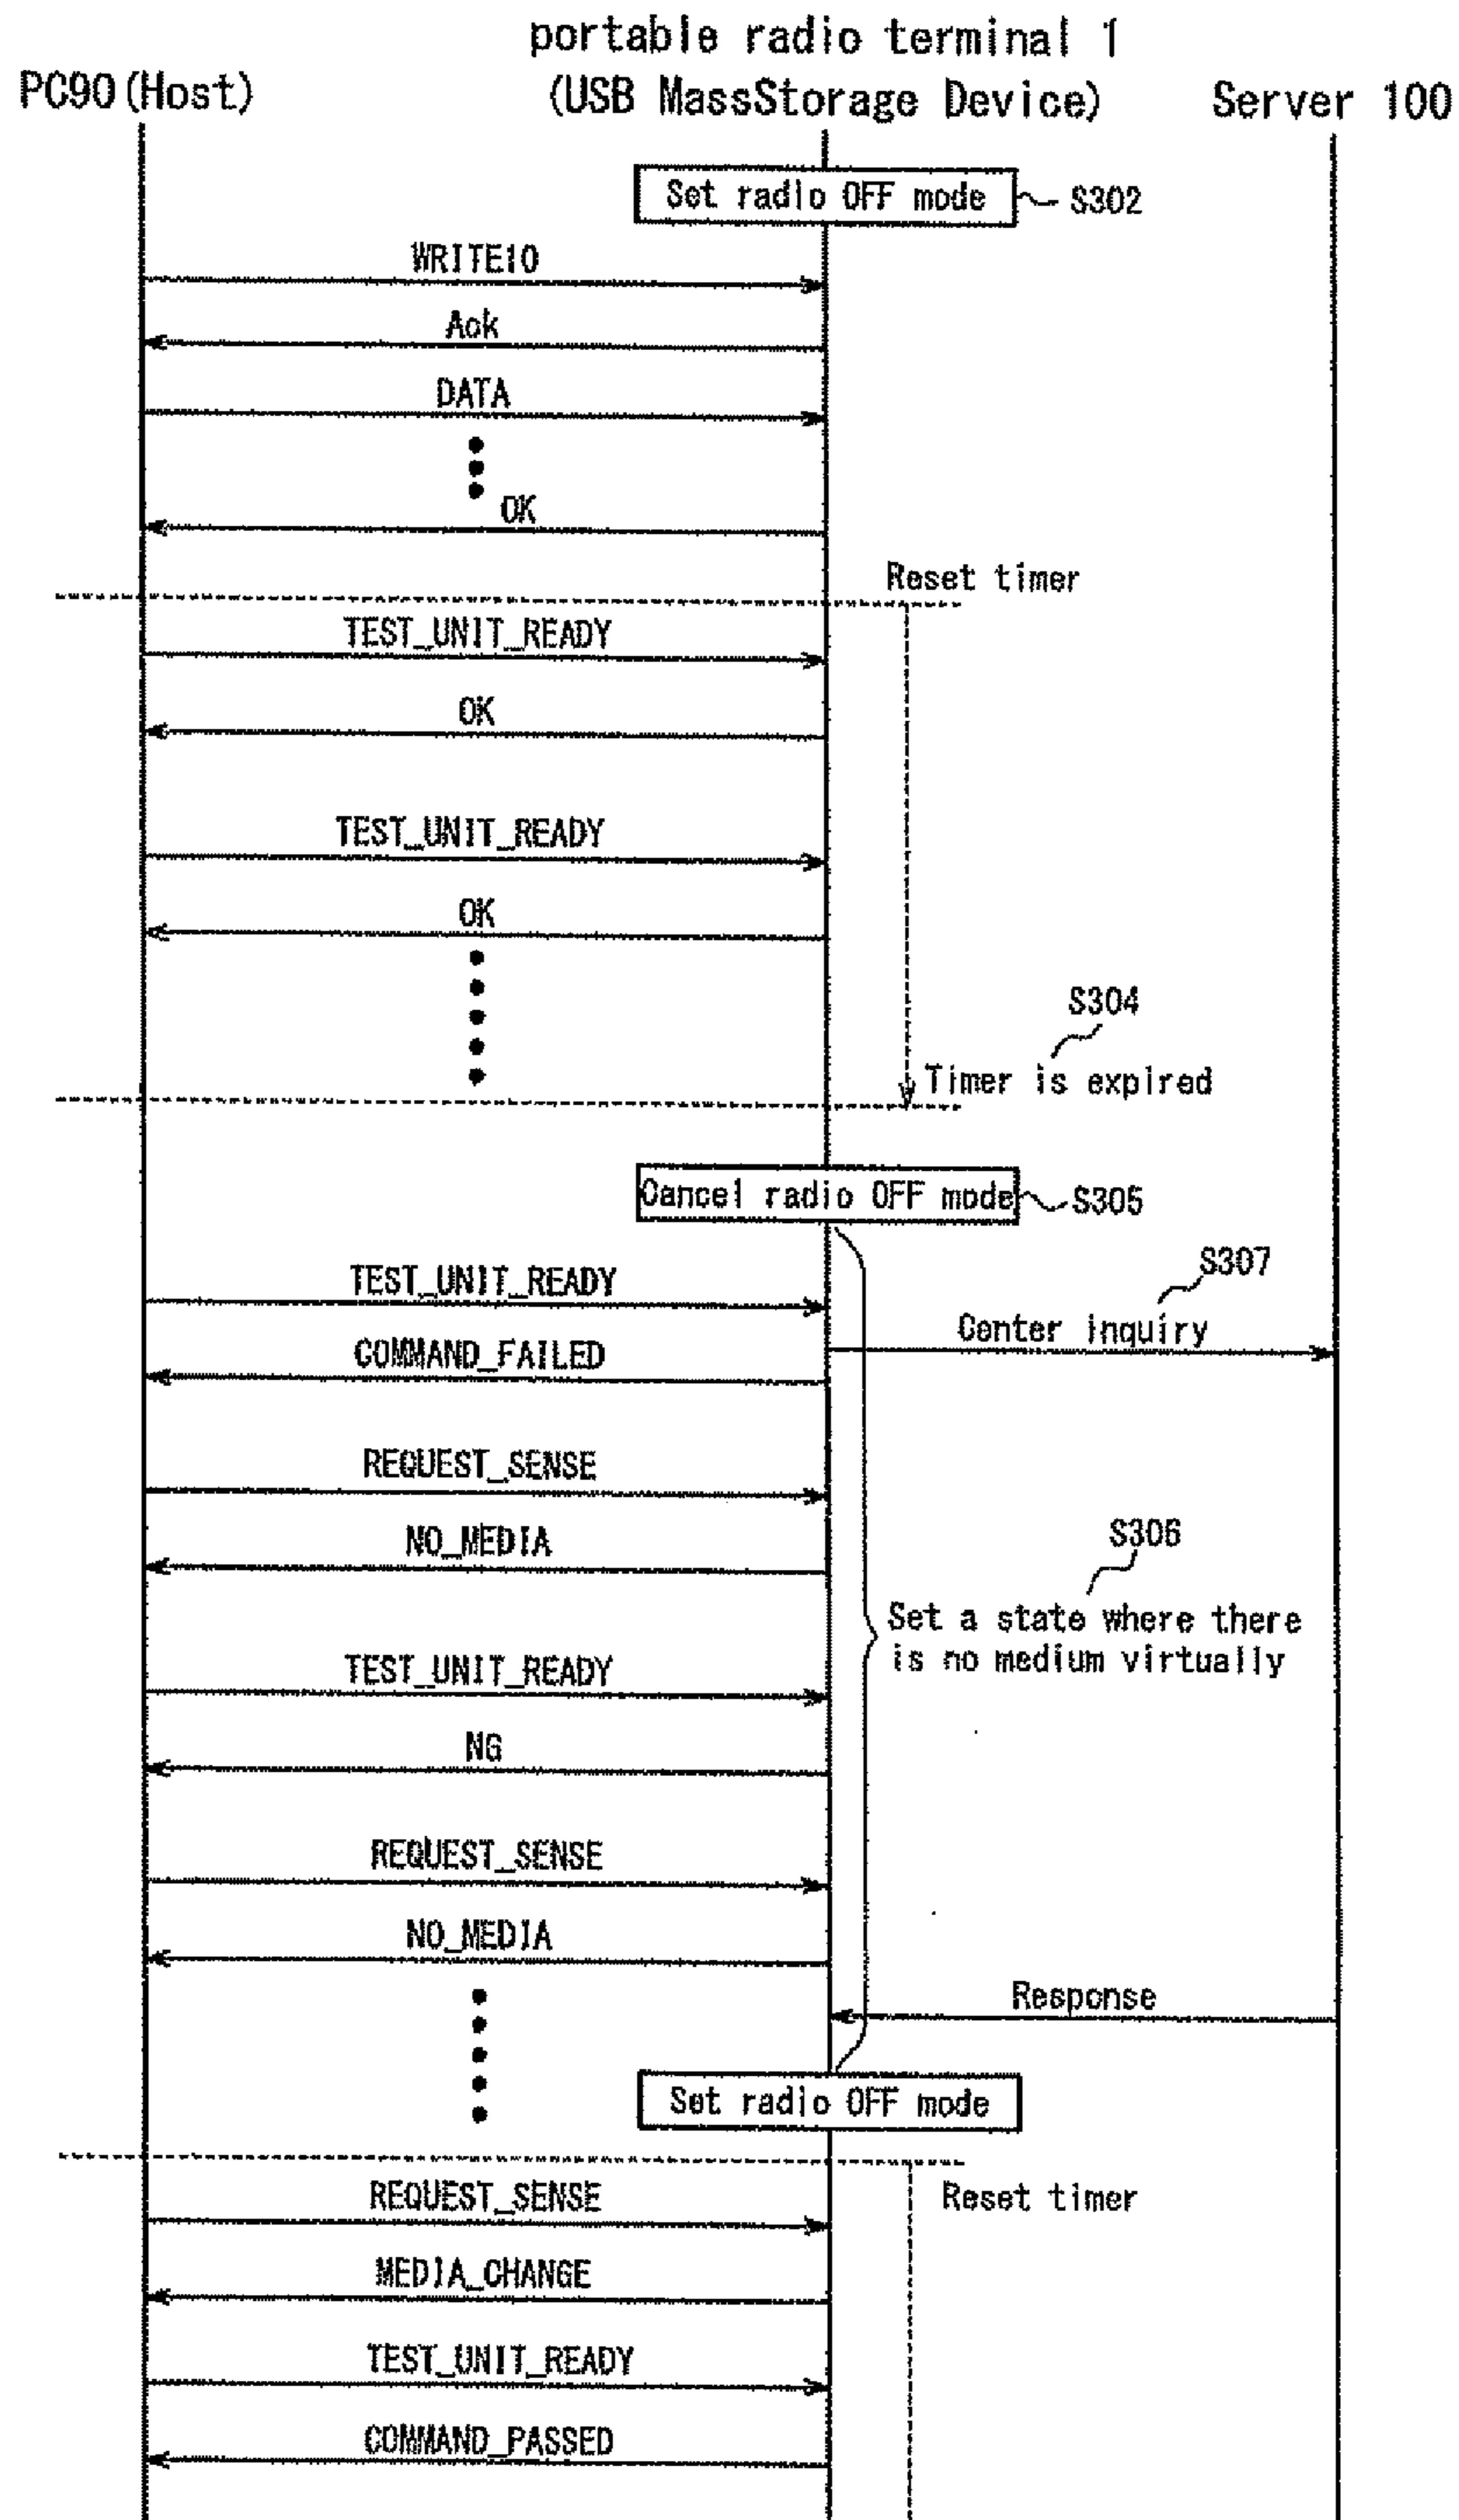 portable radio terminal 1
PC90(Host)
(USB MassStorage Device)
Server 100
Set radio OFF mode
S302
WRITE10
Ack
DATA
OK
Reset timer
TEST_UNIT_READY
OK
TEST_UNIT_READY
OK
S304
Timer is expired
Cancel radio OFF mode
S305
S307
TEST_UNIT_READY
Center inquiry
COMMAND_FAILED
REQUEST_SENSE
S306
NO_MEDIA
Set a state where there
is no medium virtually
TEST_UNIT_READY
NG
REQUEST_SENSE
NO_MEDIA
Response
Set radio OFF mode
REQUEST_SENSE
Reset timer
MEDIA_CHANGE
TEST_UNIT_READY
COMMAND_PASSED